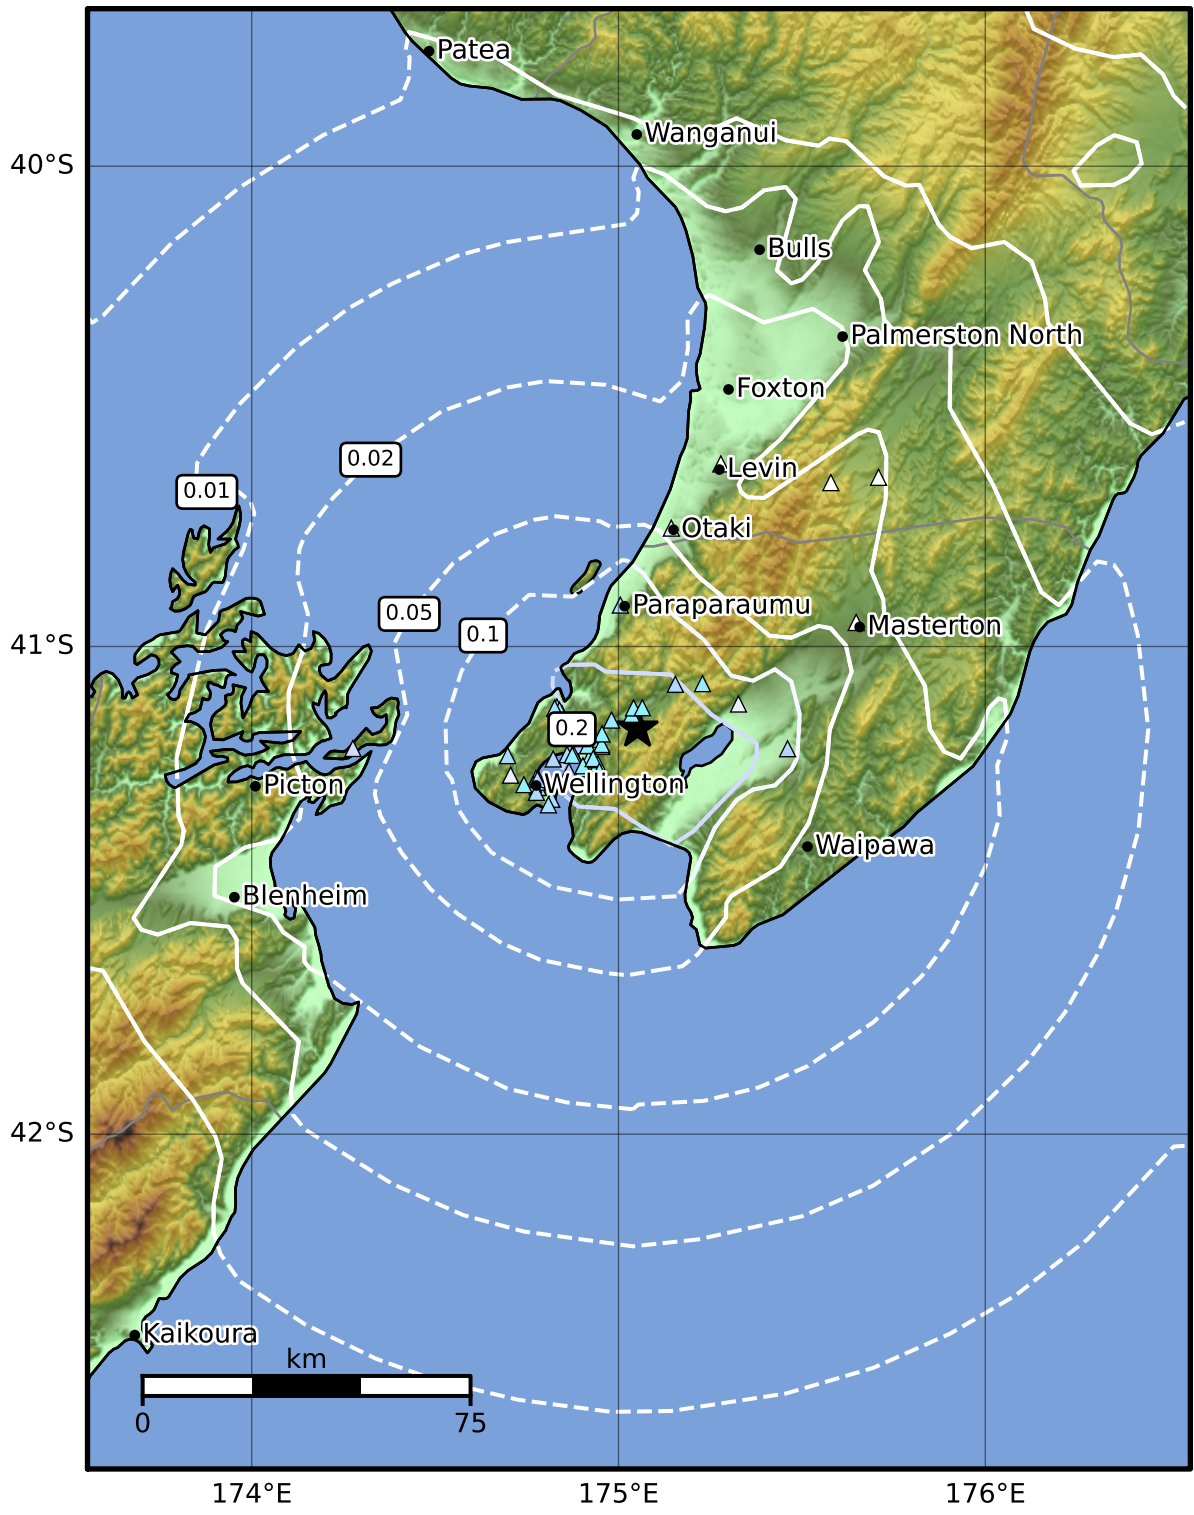 Patea
Wanganui
40°S
Bulls
Palmerston North
Foxton
0.02
Levin
0.01
Otaki
Paraparaumu
0.05
Masterton
0.1
41°S
0.2
Picton
Wellington
Waipawa
Blenheim
42°S
Kaikoura
km
0 75
174°E 175°E 176°E